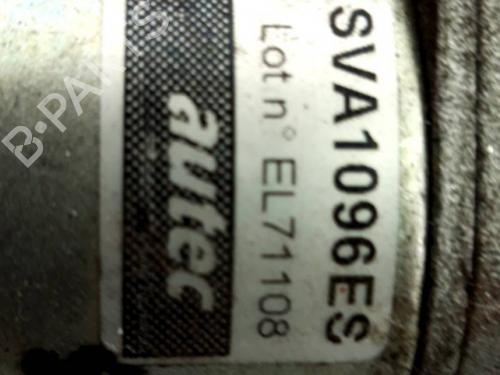 SVA1096ES
Lot n° EL71108
autec
B-PARTS